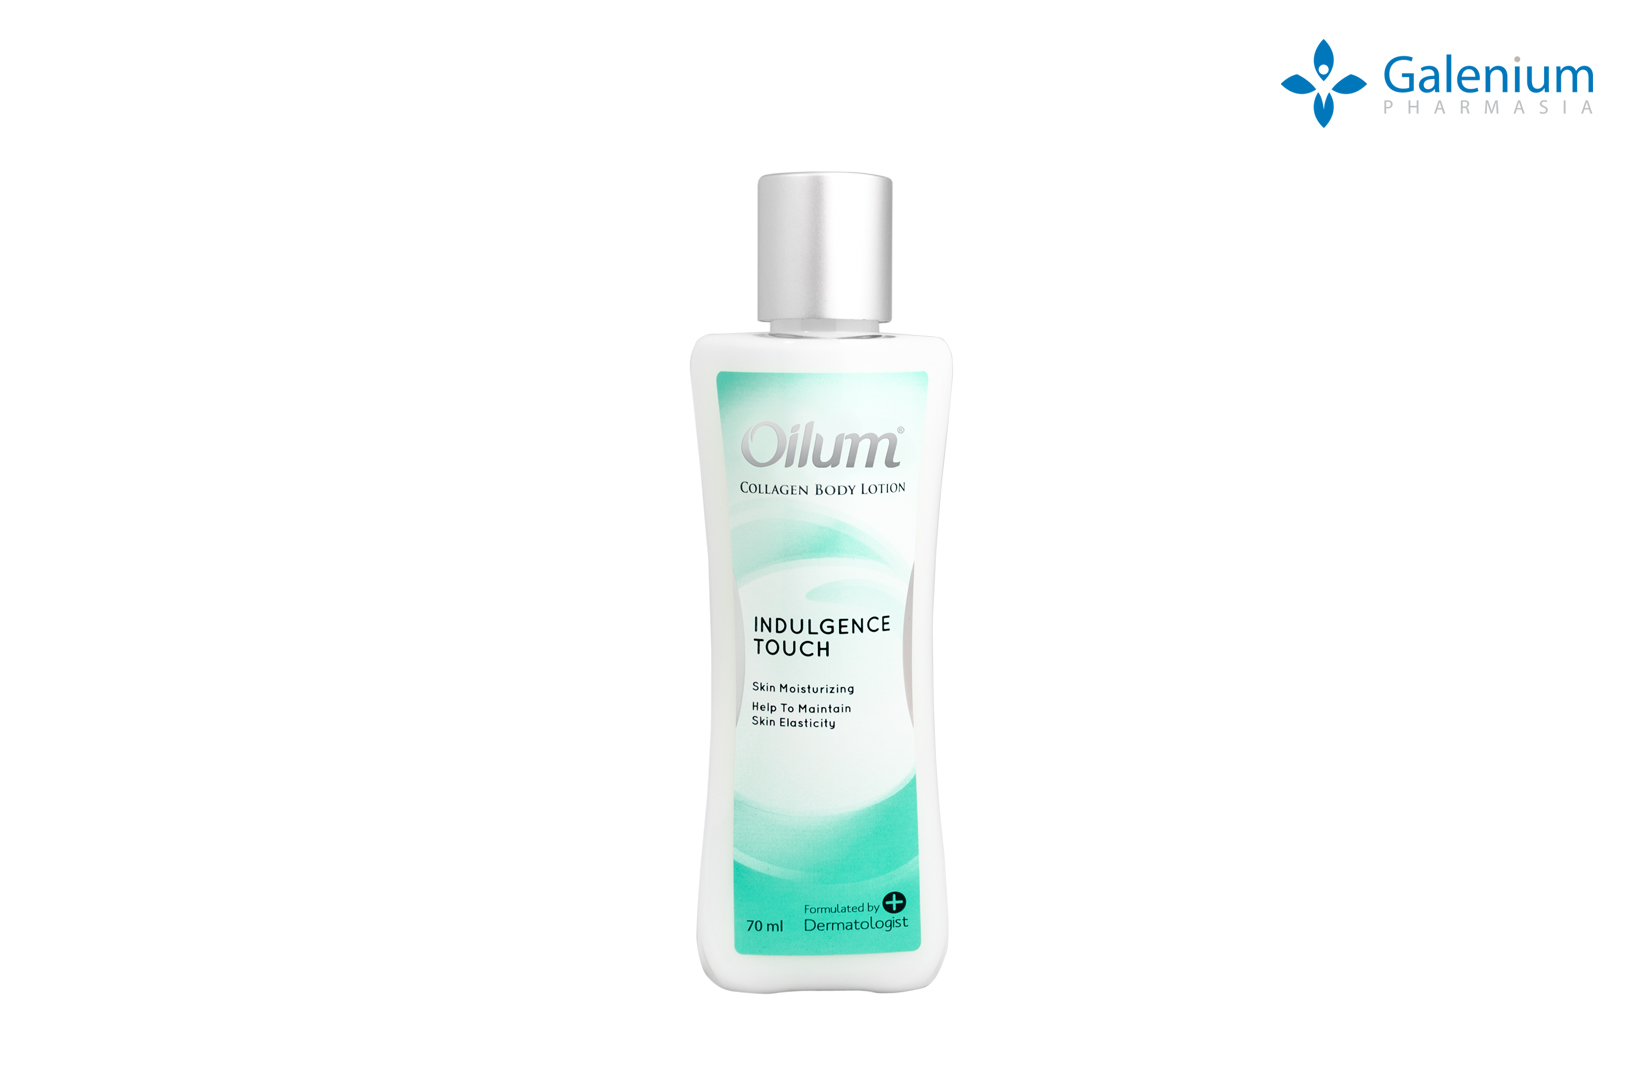 Galenium
PHARMASIA
Oilum®
COLLAGEN BODY LOTION
INDULGENCE
TOUCH
Skin Moisturizing
Help To Maintain
Skin Elasticity
70 ml
Formulated by
Dermatologist